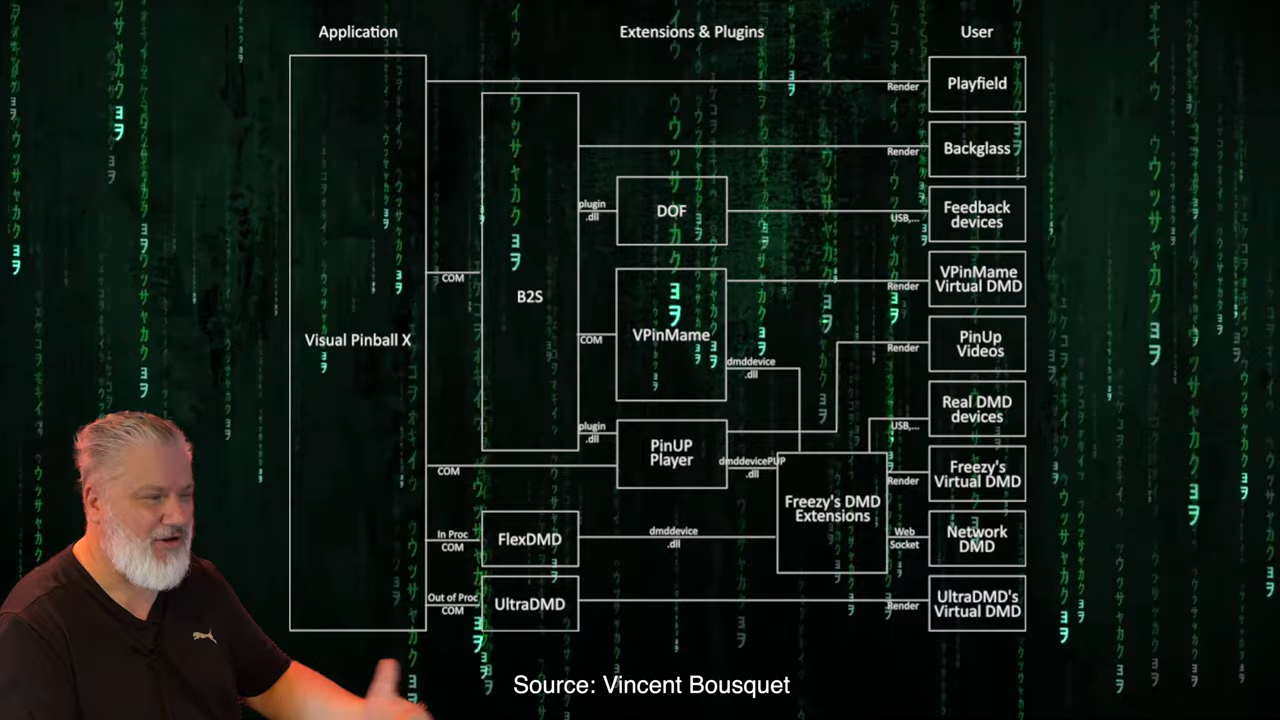 Application
Extensions & Plugins
User
Playfield
Render
Backglass
Render
plugin
.dll
DOF
Feedback
devices
USB,...
COM
B2S
VPinMame
Virtual DMD
Render
Visual Pinball X
COM
VPinMame
PinUp
Videos
Render
dmddevice
.dll
Real DMD
devices
USB,...
plugin
.dll
PinUP
Player
COM
dmddevicePUP
.dll
Freezy's DMD
Extensions
Freezy's
Virtual DMD
Render
In Proc
COM
FlexDMD
dmddevice
.dll
Web
Socket
Network
DMD
Out of Proc
COM
UltraDMD
Render
UltraDMD's
Virtual DMD
Source: Vincent Bousquet